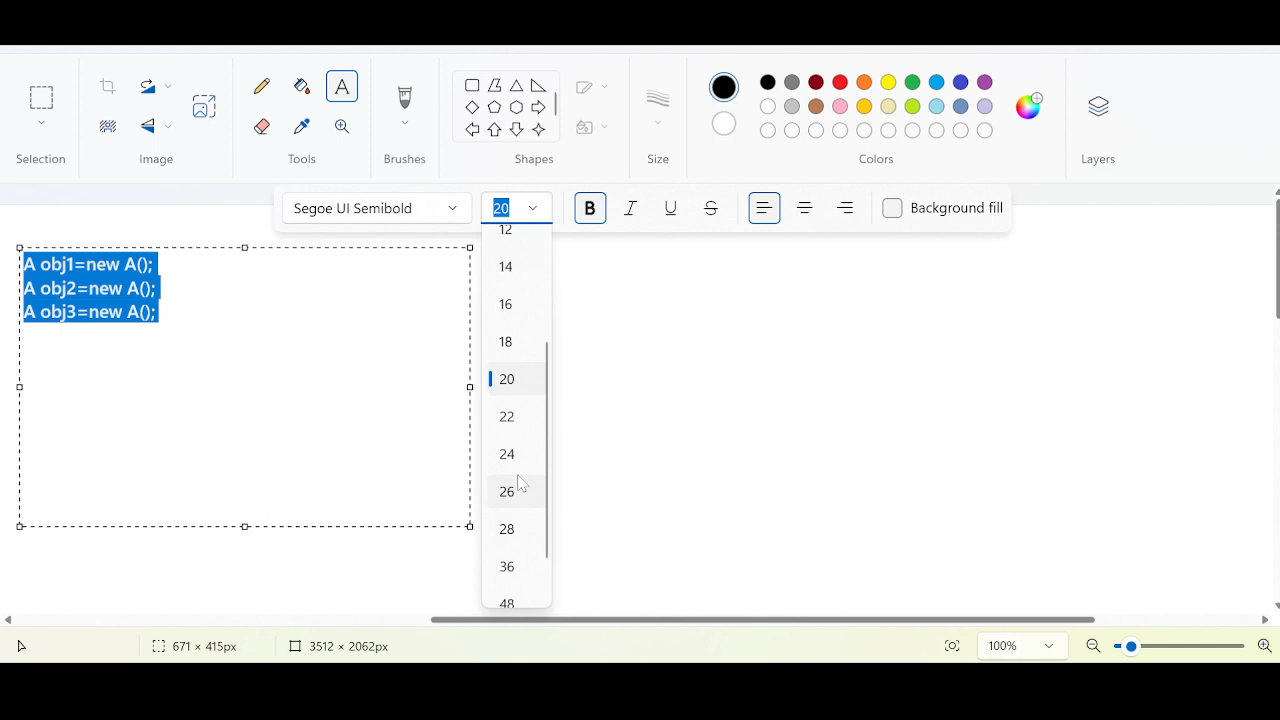 Selection
Image
Tools
Brushes
Shapes
Size
Colors
Layers
Segoe UI Semibold
20
B
I
U
S
Background fill
A obj1=new A();
A obj2=new A();
A obj3=new A();
12
14
16
18
20
22
24
26
28
36
48
671 × 415px
3512 × 2062px
100%